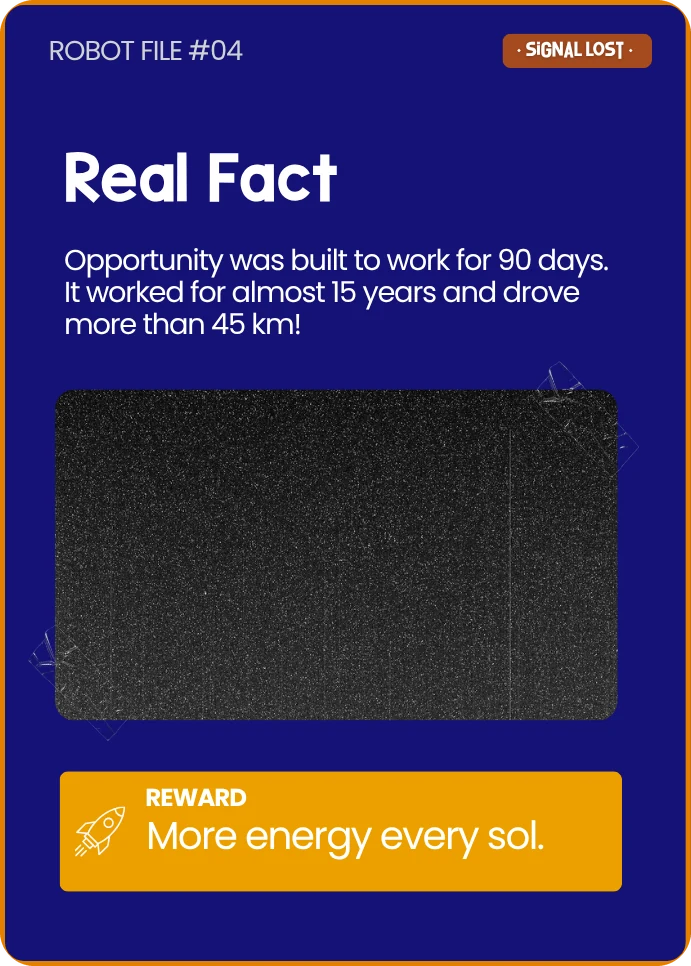 ROBOT FILE #04
· SiGNAL LOST ·
Real Fact
Opportunity was built to work for 90 days.
It worked for almost 15 years and drove
more than 45 km!
REWARD
More energy every sol.